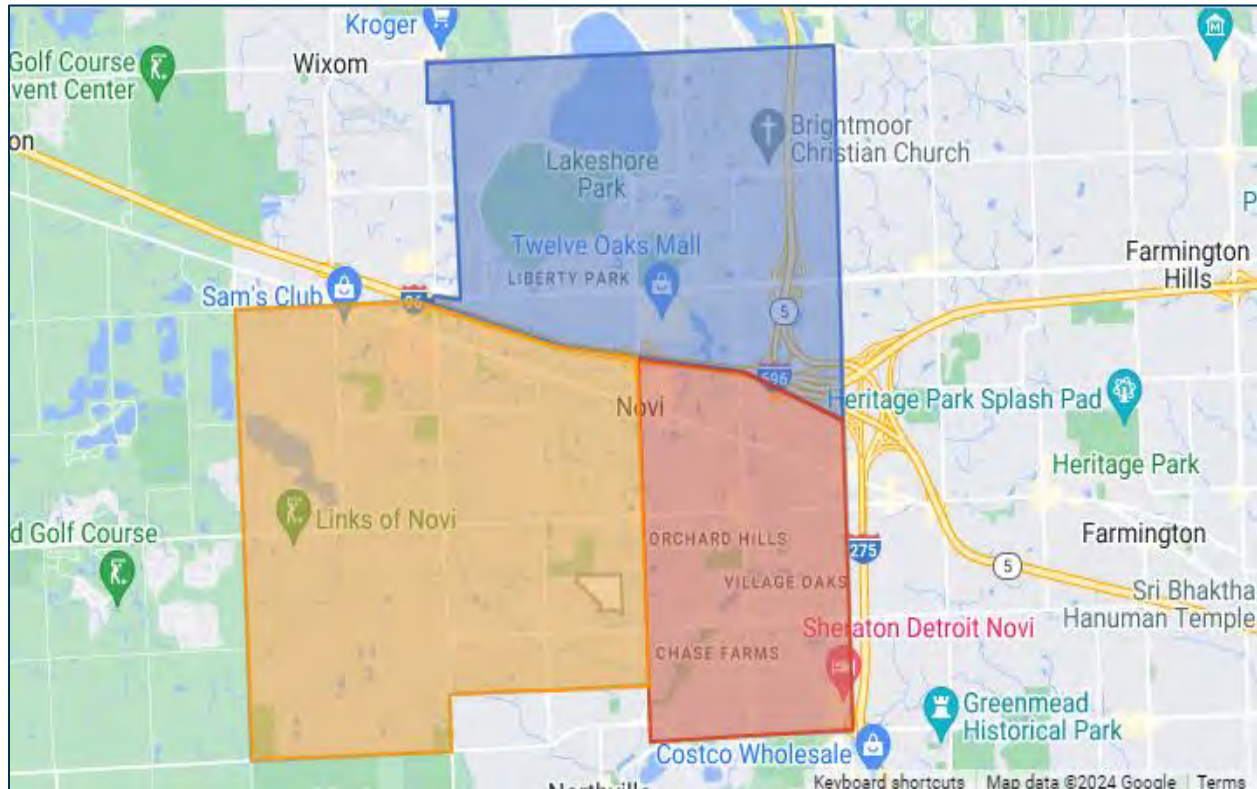 Kroger
Golf Course
vent Center
Wixom
on
Brightmoor
Christian Church
Lakeshore
Park
P
Twelve Oaks Mall
LIBERTY PARK
Farmington
Hills
Sam's Club
96
5
696
Novi
Heritage Park Splash Pad
Heritage Park
Links of Novi
d Golf Course
ORCHARD HILLS
275
Farmington
VILLAGE OAKS
5
Sri Bhaktha
Hanuman Temple
Sheraton Detroit Novi
CHASE FARMS
Greenmead
Historical Park
Costco Wholesale
Northville
Keyboard shortcuts
Map data ©2024 Google
Terms